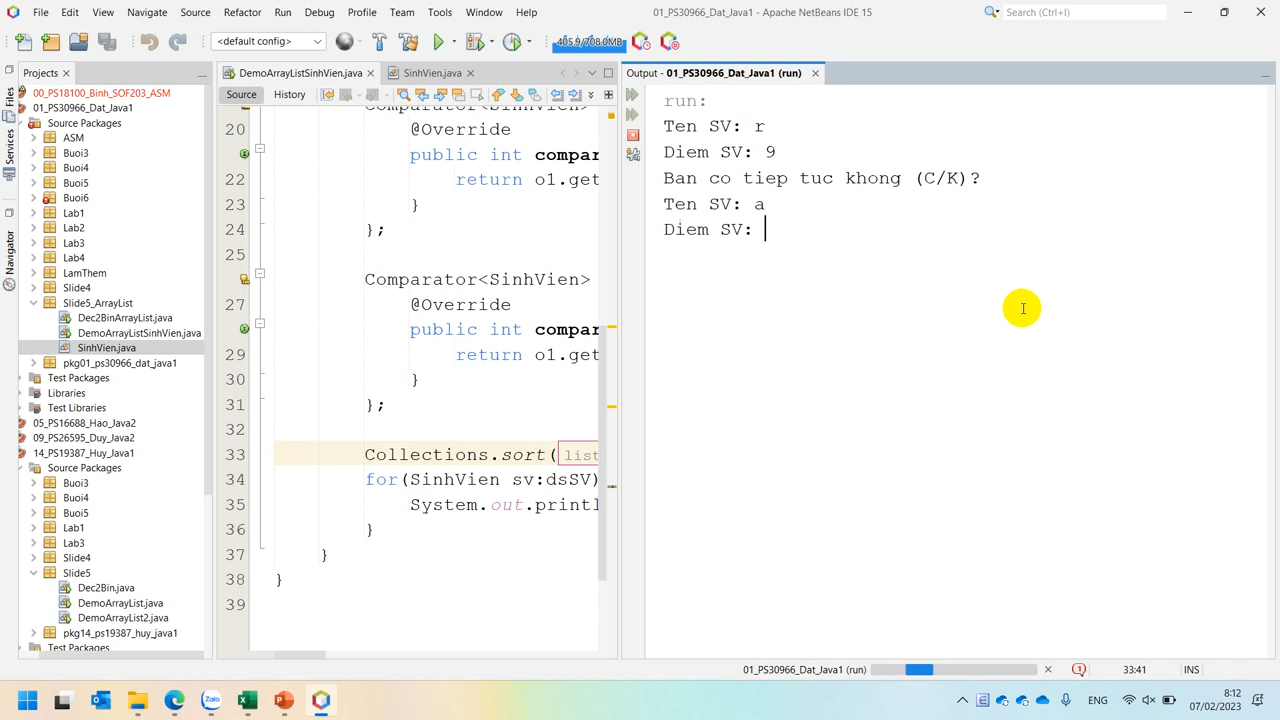 File Edit View Navigate Source Refactor Run Debug Profile Team Tools Window Help
01_PS30966_Dat_Java1 - Apache NetBeans IDE 15
Search (Ctrl+I)
<default config>
405.9/708.0MB
Projects
Files
Services
Navigator
00_PS18100_Binh_SOF203_ASM
01_PS30966_Dat_Java1
Source Packages
ASM
Buoi3
Buoi4
Buoi5
Buoi6
Lab1
Lab2
Lab3
Lab4
LamThem
Slide4
Slide5_ArrayList
Dec2BinArrayList.java
DemoArrayListSinhVien.java
SinhVien.java
pkg01_ps30966_dat_java1
Test Packages
Libraries
Test Libraries
05_PS16688_Hao_Java2
09_PS26595_Duy_Java2
14_PS19387_Huy_Java1
Source Packages
Buoi3
Buoi4
Buoi5
Lab1
Lab3
Slide4
Slide5
Dec2Bin.java
DemoArrayList.java
DemoArrayList2.java
pkg14_ps19387_huy_java1
Test Packages
DemoArrayListSinhVien.java
SinhVien.java
Source History
Comparator<SinhVien>
20 @Override
public int compar
22 return o1.get
23 }
24 };
25
Comparator<SinhVien>
27 @Override
public int compar
29 return o1.get
30 }
31 };
32
33 Collections.sort( list
34 for(SinhVien sv:dsSV)
35 System.out.printl
36 }
37 }
38 }
39
Output - 01_PS30966_Dat_Java1 (run)
run:
Ten SV: r
Diem SV: 9
Ban co tiep tuc khong (C/K)?
Ten SV: a
Diem SV:
01_PS30966_Dat_Java1 (run)
1
33:41
INS
Zalo
ENG
8:12
07/02/2023